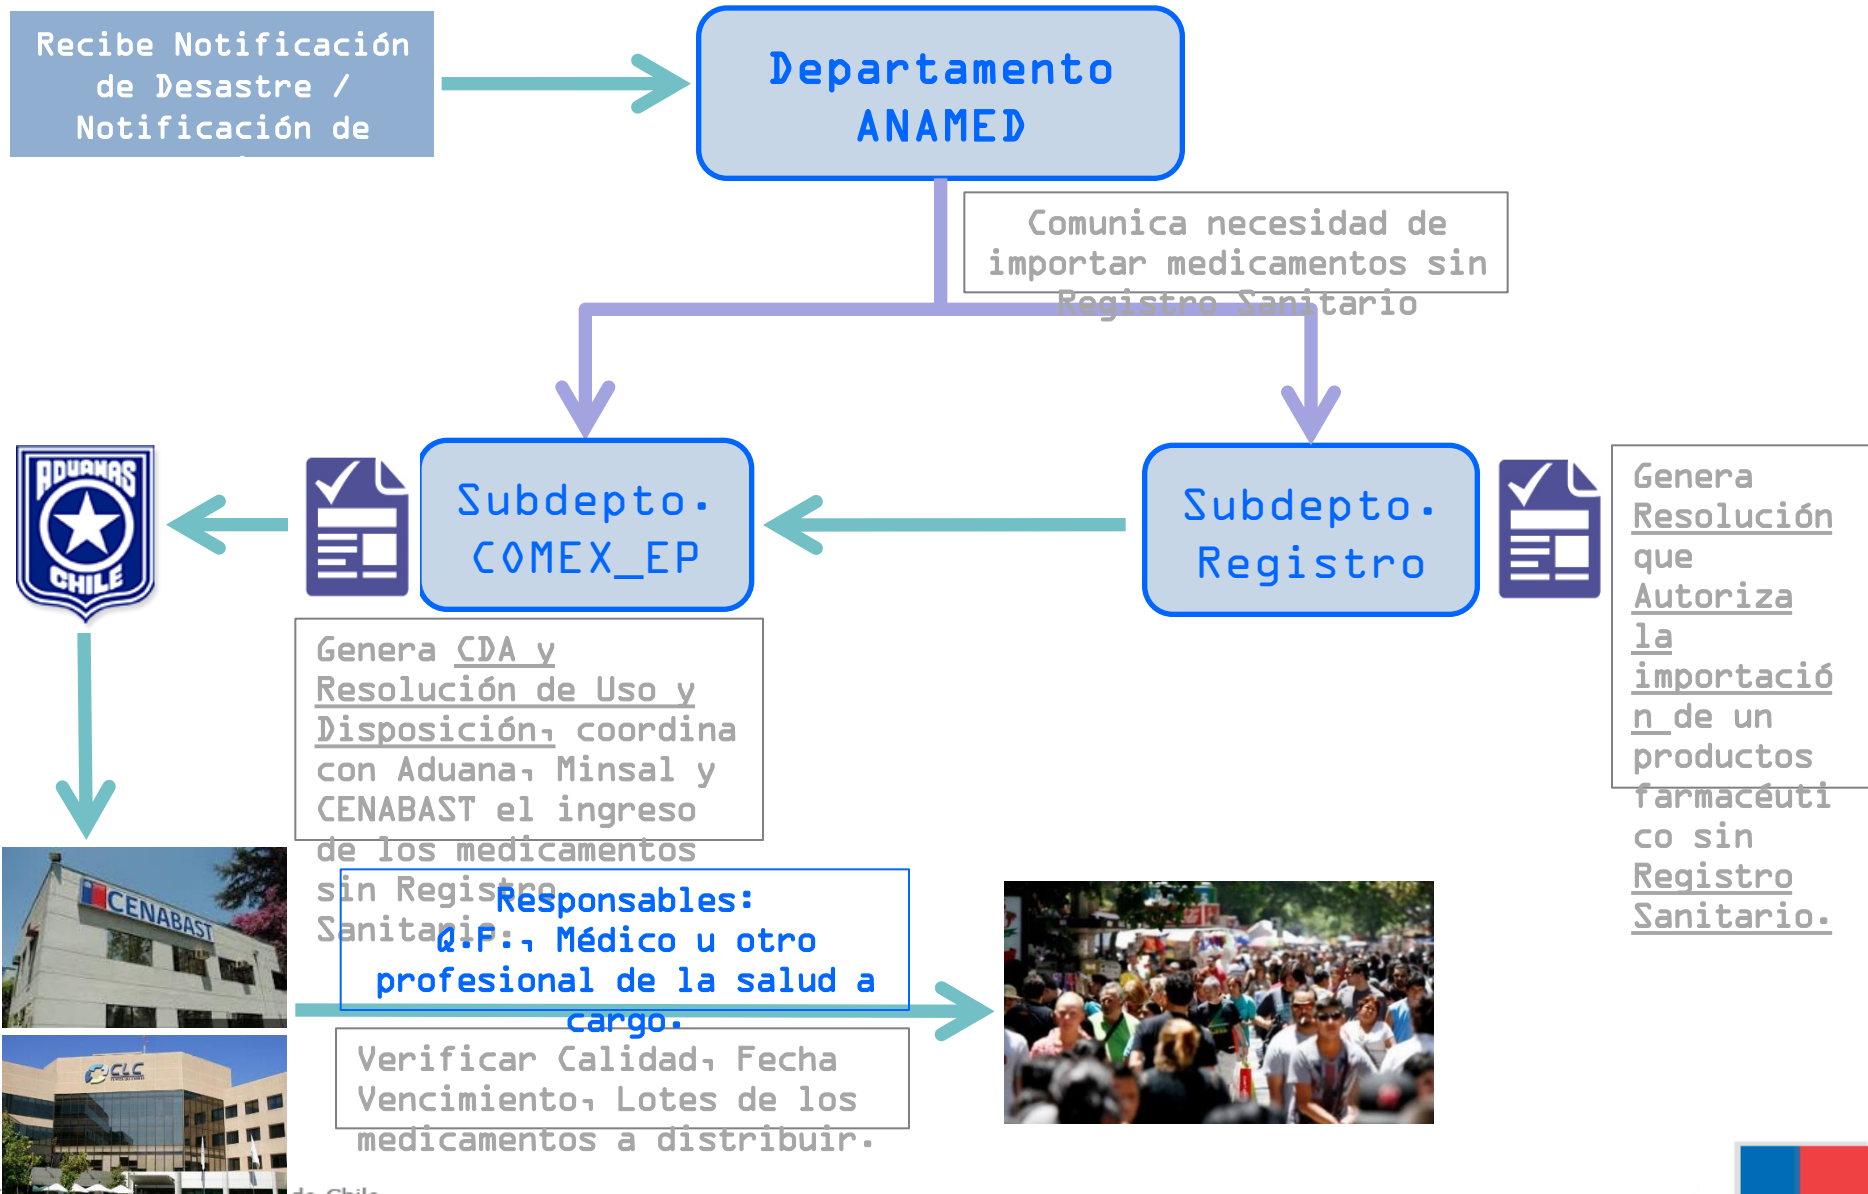 Recibe Notificación
de Desastre /
Notificación de
Departamento
ANAMED
Comunica necesidad de
importar medicamentos sin
Registro Sanitario
ADUANAS
CHILE
Subdepto.
COMEX_EP
Subdepto.
Registro
Genera
Resolución
que
Autoriza
la
importació
n de un
productos
farmacéuti
co sin
Registro
Sanitario.
Genera CDA y
Resolución de Uso y
Disposición, coordina
con Aduana, Minsal y
CENABAST el ingreso
de los medicamentos
sin Registro
Sanitario.
CENABAST
Responsables:
Q.F., Médico u otro
profesional de la salud a
cargo.
CLC
Verificar Calidad, Fecha
Vencimiento, Lotes de los
medicamentos a distribuir.
de Chile